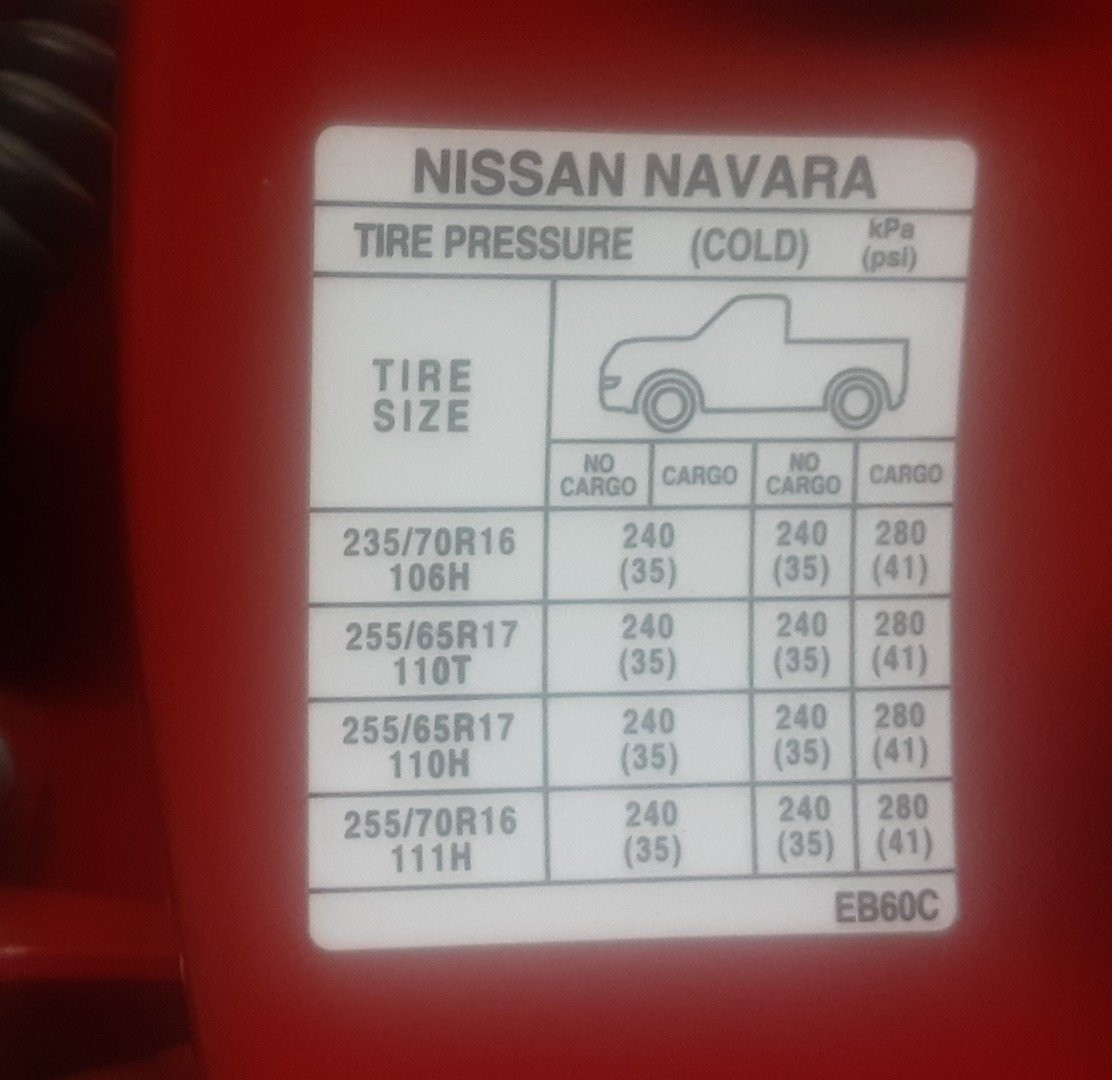 NISSAN NAVARA
TIRE PRESSURE (COLD) kPa
(psi)
TIRE
SIZE
NO
CARGO
CARGO
NO
CARGO
CARGO
235/70R16
106H
240
(35)
240
(35)
280
(41)
255/65R17
110T
240
(35)
240
(35)
280
(41)
255/65R17
110H
240
(35)
240
(35)
280
(41)
255/70R16
111H
240
(35)
240
(35)
280
(41)
EB60C